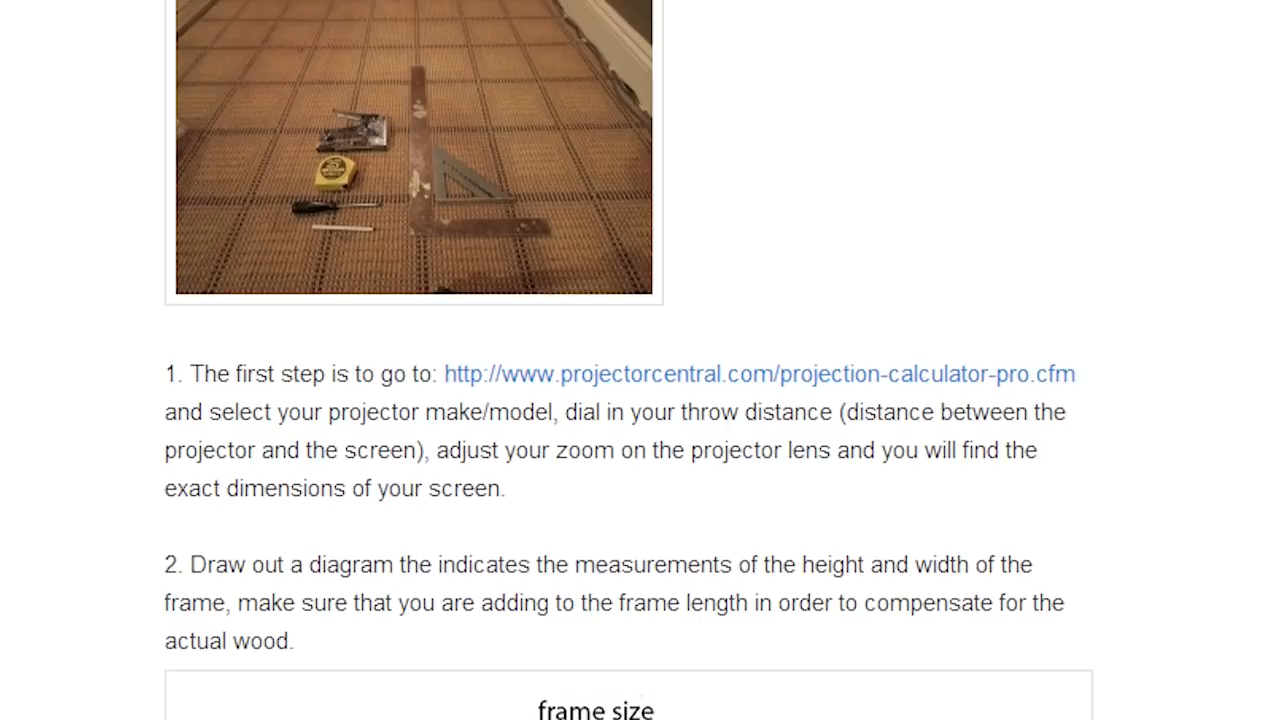 1. The first step is to go to: http://www.projectorcentral.com/projection-calculator-pro.cfm
and select your projector make/model, dial in your throw distance (distance between the
projector and the screen), adjust your zoom on the projector lens and you will find the
exact dimensions of your screen.
2. Draw out a diagram the indicates the measurements of the height and width of the
frame, make sure that you are adding to the frame length in order to compensate for the
actual wood.
frame size